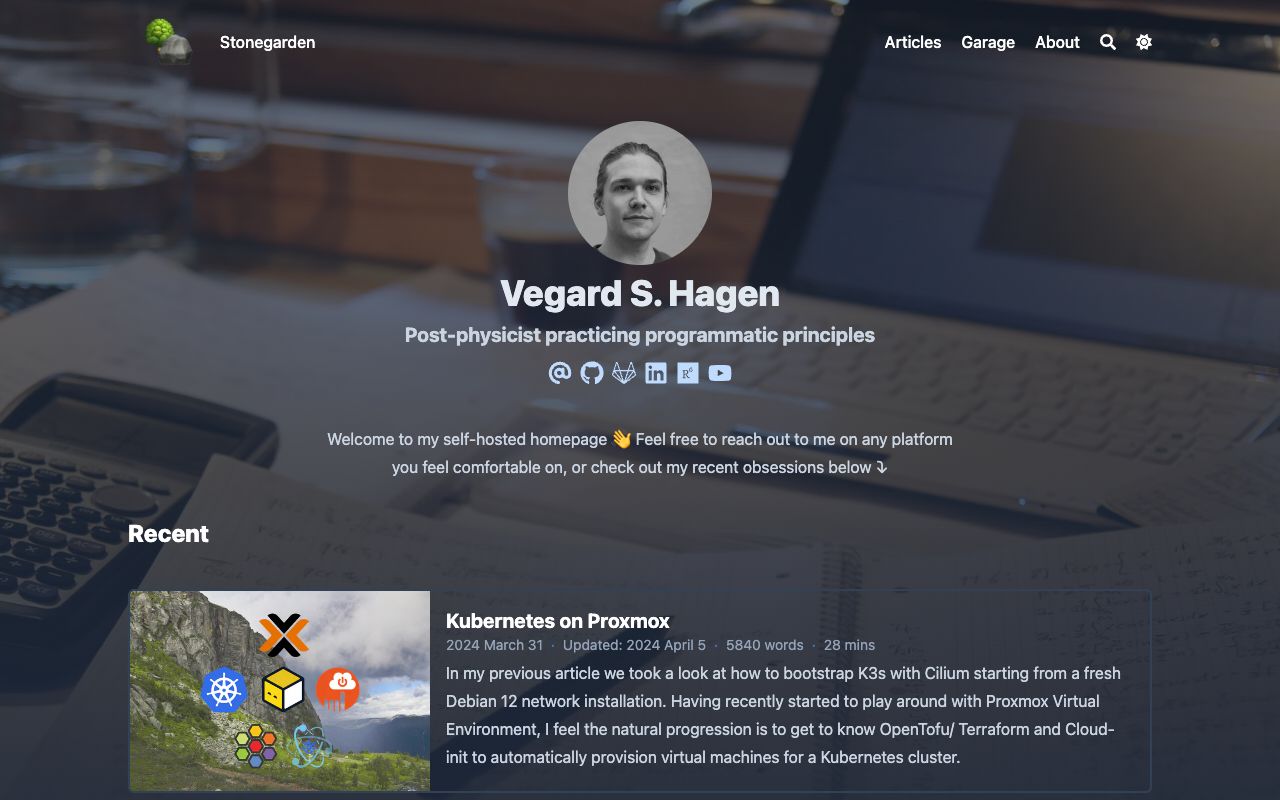 Stonegarden
Articles
Garage
About
Vegard S. Hagen
Post-physicist practicing programmatic principles
Welcome to my self-hosted homepage 👋 Feel free to reach out to me on any platform
you feel comfortable on, or check out my recent obsessions below ⤵
Recent
Kubernetes on Proxmox
2024 March 31 · Updated: 2024 April 5 · 5840 words · 28 mins
In my previous article we took a look at how to bootstrap K3s with Cilium starting from a fresh
Debian 12 network installation. Having recently started to play around with Proxmox Virtual
Environment, I feel the natural progression is to get to know OpenTofu/ Terraform and Cloud-
init to automatically provision virtual machines for a Kubernetes cluster.